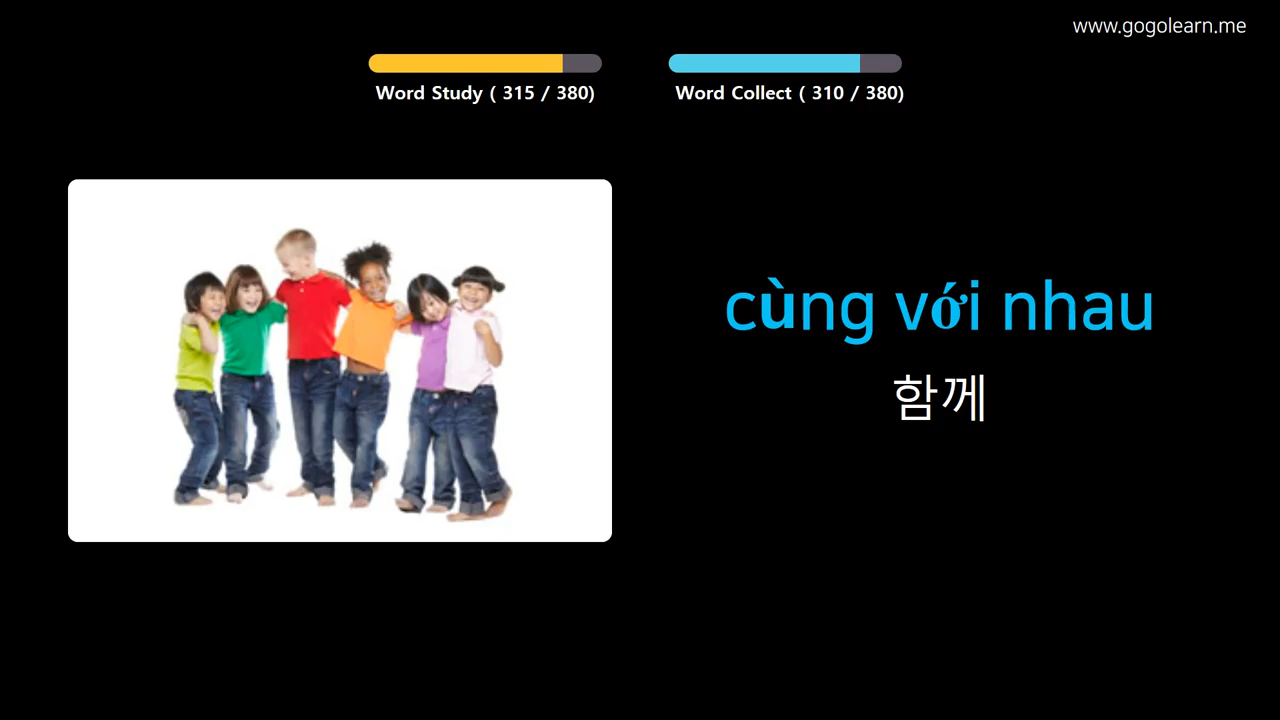 www.gogolearn.me
Word Study ( 315 / 380)
Word Collect ( 310 / 380)
cùng với nhau
함께